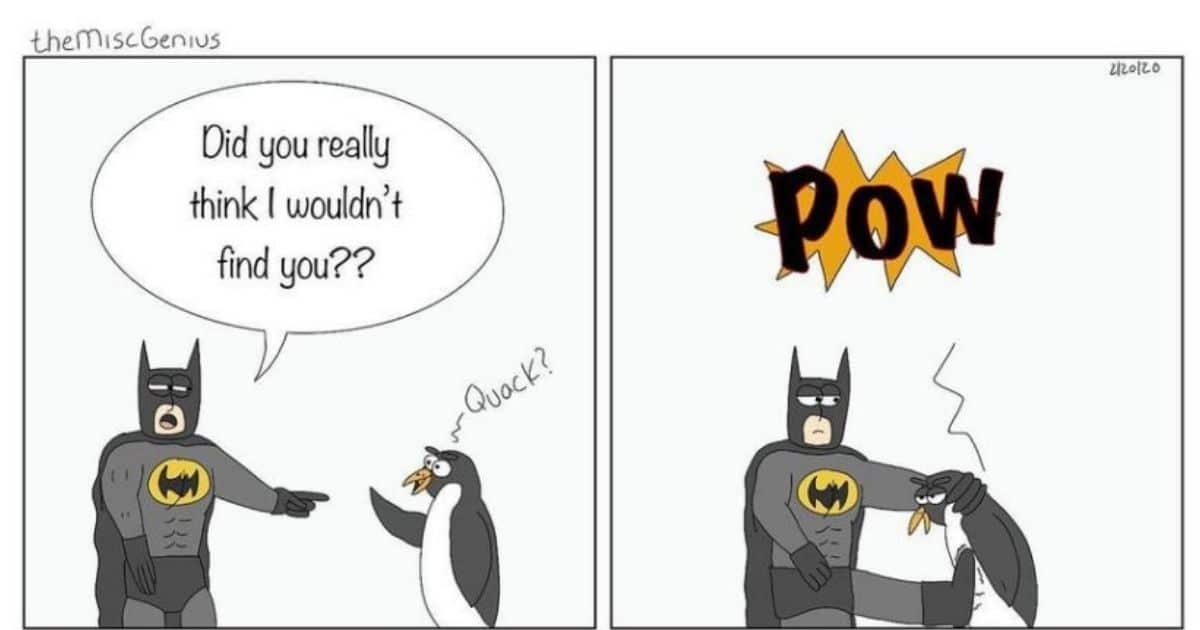 theMiscGenius
Did you really
think I wouldn't
find you??
Quack?
2/20/20
POW